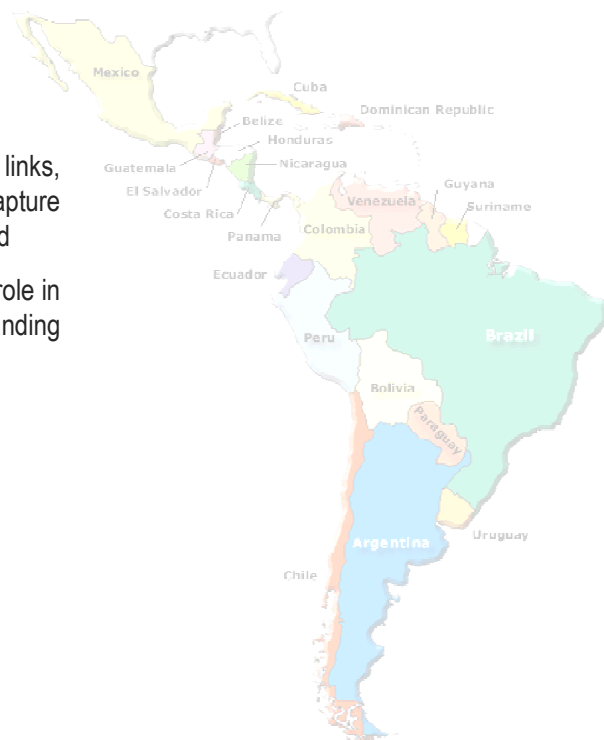 Mexico
Cuba
Dominican Republic
Belize
Honduras
links,
Guatemala
Nicaragua
El Salvador
Guyana
apture
Venezuela
Suriname
Costa Rica
Panama
Colombia
d
Ecuador
role in
nding
Peru
Brazil
Bolivia
Paraguay
Uruguay
Argentina
Chile